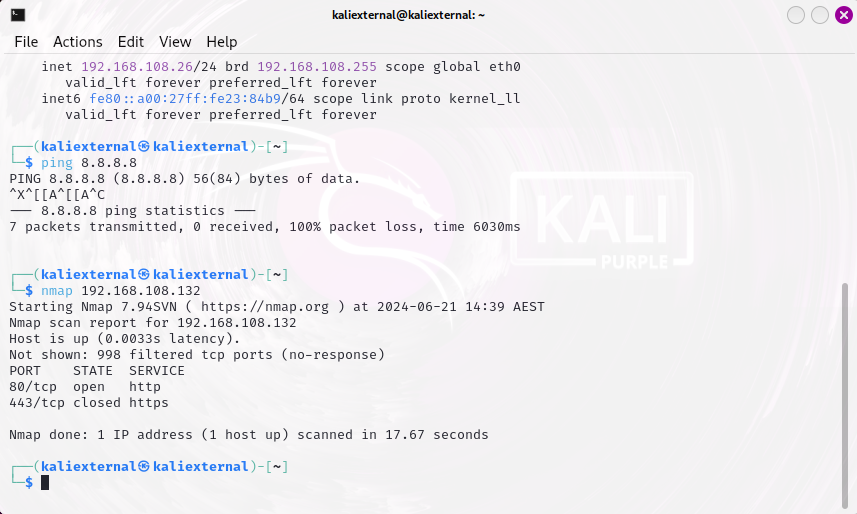 kaliexternal@kaliexternal: ~
File Actions Edit View Help
inet 192.168.108.26/24 brd 192.168.108.255 scope global eth0
valid_lft forever preferred_lft forever
inet6 fe80::a00:27ff:fe23:84b9/64 scope link proto kernel_ll
valid_lft forever preferred_lft forever
┌──(kaliexternal㉿kaliexternal)-[~]
└─$ ping 8.8.8.8
PING 8.8.8.8 (8.8.8.8) 56(84) bytes of data.
^X^[[A^[[A^C
--- 8.8.8.8 ping statistics ---
7 packets transmitted, 0 received, 100% packet loss, time 6030ms
┌──(kaliexternal㉿kaliexternal)-[~]
└─$ nmap 192.168.108.132
Starting Nmap 7.94SVN ( https://nmap.org ) at 2024-06-21 14:39 AEST
Nmap scan report for 192.168.108.132
Host is up (0.0033s latency).
Not shown: 998 filtered tcp ports (no-response)
PORT STATE SERVICE
80/tcp open http
443/tcp closed https
Nmap done: 1 IP address (1 host up) scanned in 17.67 seconds
┌──(kaliexternal㉿kaliexternal)-[~]
└─$
KALI
PURPLE